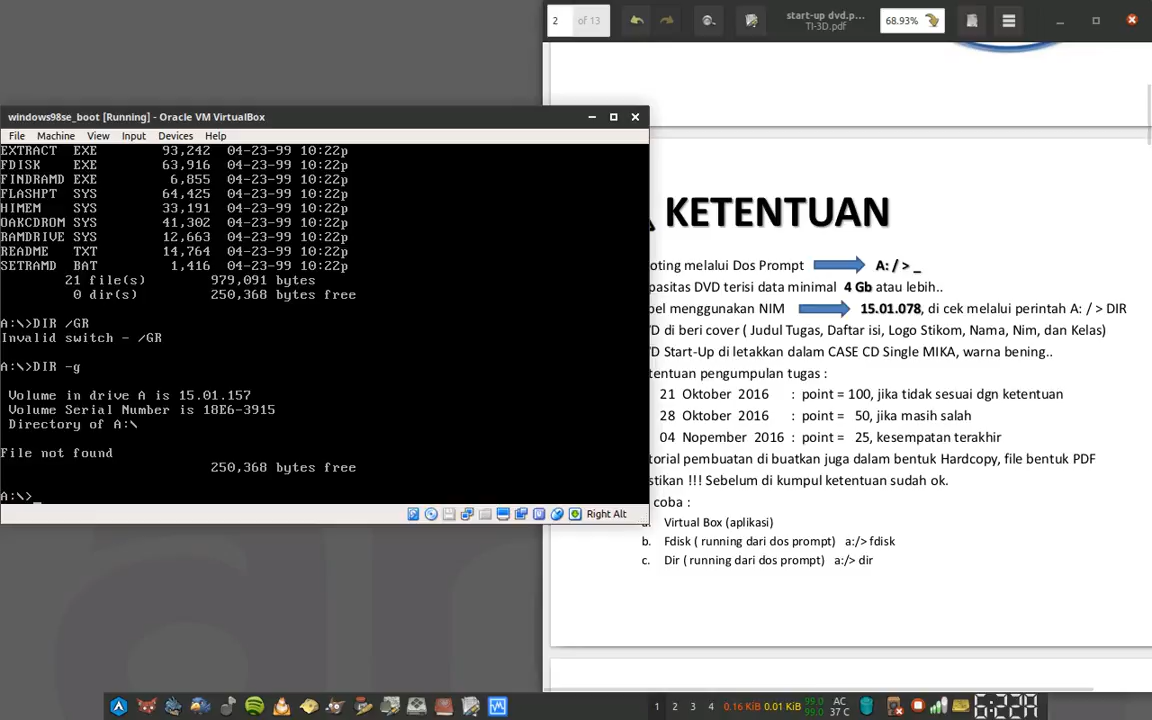 2 of 13
start-up dvd.p...
TI-3D.pdf
68.93%
windows98se_boot [Running] - Oracle VM VirtualBox
File Machine View Input Devices Help
EXTRACT EXE 93,242 04-23-99 10:22p
FDISK EXE 63,916 04-23-99 10:22p
FINDRAMD EXE 6,855 04-23-99 10:22p
FLASHPT SYS 64,425 04-23-99 10:22p
HIMEM SYS 33,191 04-23-99 10:22p
OAKCDROM SYS 41,302 04-23-99 10:22p
RAMDRIVE SYS 12,663 04-23-99 10:22p
README TXT 14,764 04-23-99 10:22p
SETRAMD BAT 1,416 04-23-99 10:22p
21 file(s) 979,091 bytes
0 dir(s) 250,368 bytes free
A:\>DIR /GR
Invalid switch - /GR
A:\>DIR -g
Volume in drive A is 15.01.157
Volume Serial Number is 18E6-3915
Directory of A:\
File not found
250,368 bytes free
A:\>_
Right Alt
KETENTUAN
oting melalui Dos Prompt A: / > _
pasitas DVD terisi data minimal 4 Gb atau lebih..
bel menggunakan NIM 15.01.078, di cek melalui perintah A: / > DIR
D di beri cover ( Judul Tugas, Daftar isi, Logo Stikom, Nama, Nim, dan Kelas)
D Start-Up di letakkan dalam CASE CD Single MIKA, warna bening..
tentuan pengumpulan tugas :
21 Oktober 2016 : point = 100, jika tidak sesuai dgn ketentuan
28 Oktober 2016 : point = 50, jika masih salah
04 Nopember 2016 : point = 25, kesempatan terakhir
torial pembuatan di buatkan juga dalam bentuk Hardcopy, file bentuk PDF
stikan !!! Sebelum di kumpul ketentuan sudah ok.
coba :
a. Virtual Box (aplikasi)
b. Fdisk ( running dari dos prompt) a:/> fdisk
c. Dir ( running dari dos prompt) a:/> dir
1 2 3 4 0.16 KiB 0.01 KiB 99.0 99.0 AC 37 C